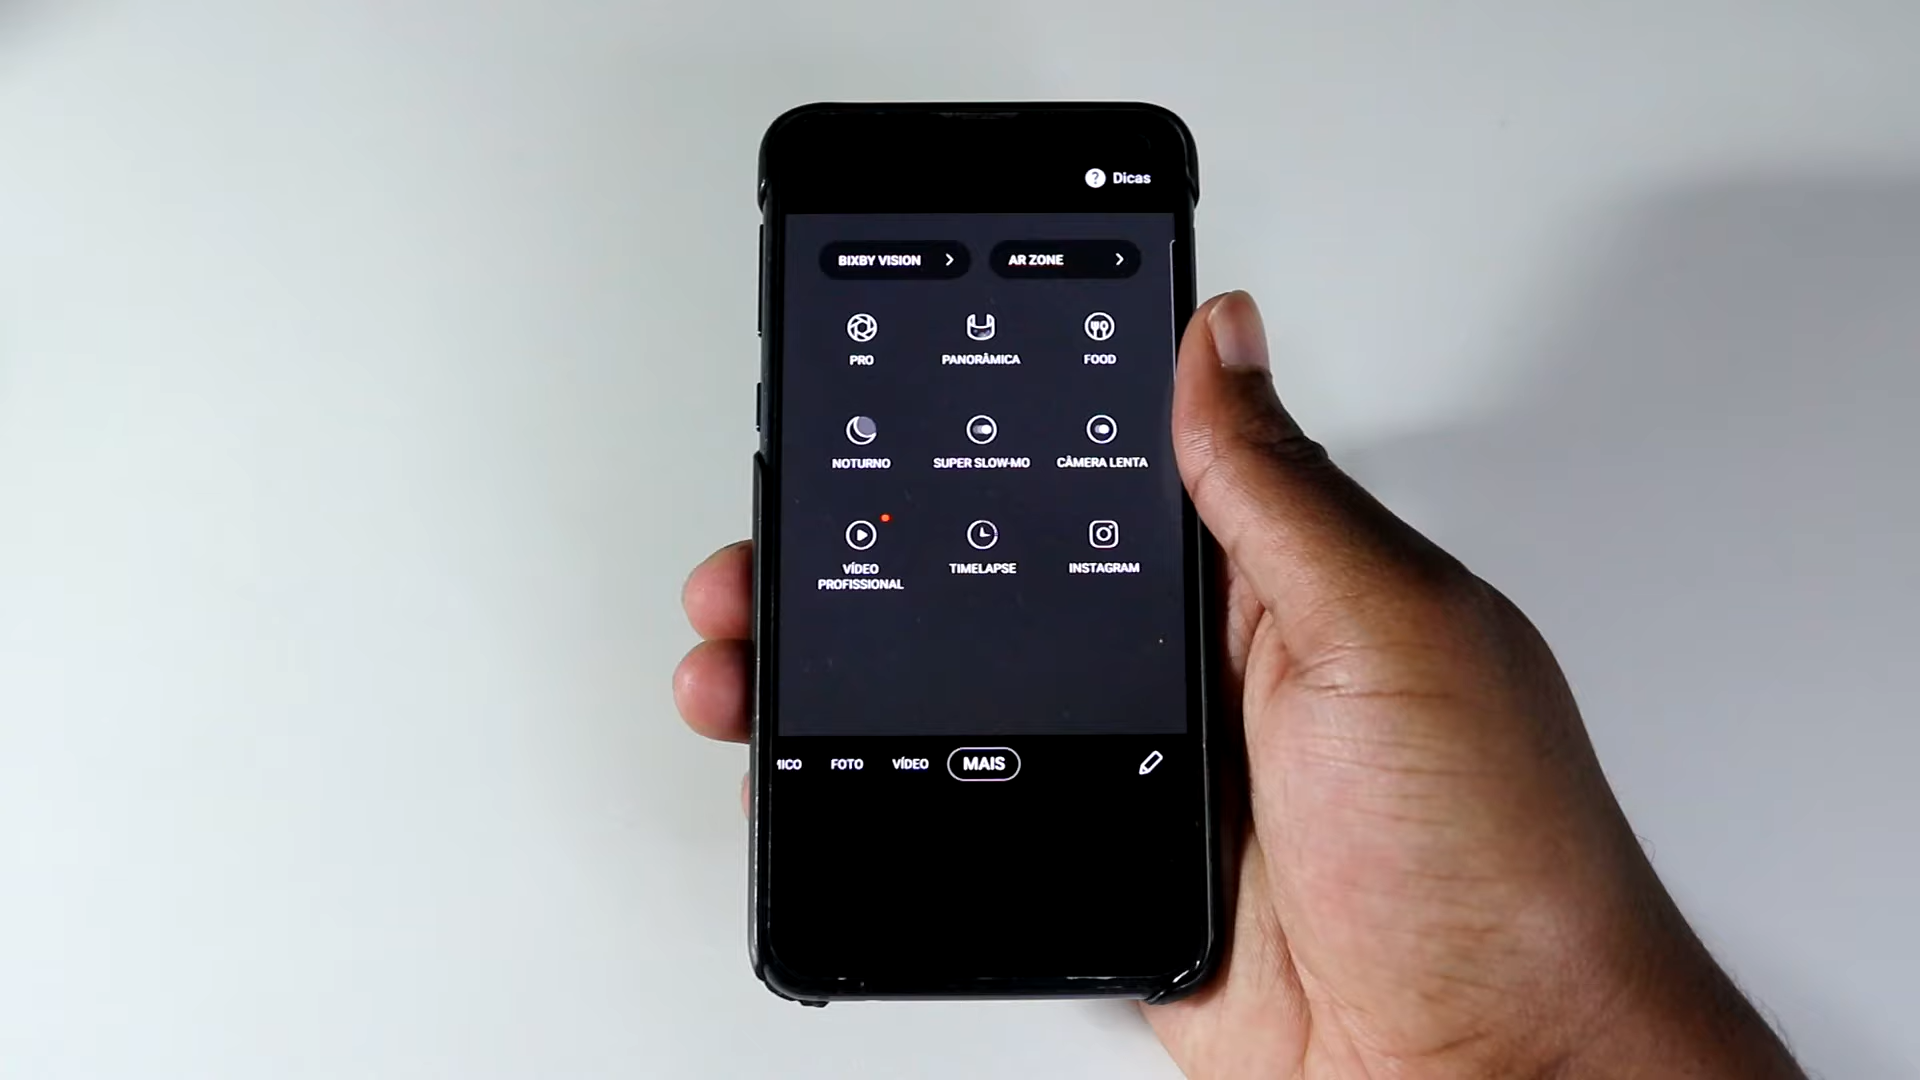 ? Dicas
BIXBY VISION
AR ZONE
PRO
PANORÂMICA
FOOD
NOTURNO
SUPER SLOW-MO
CÂMERA LENTA
VÍDEO
PROFISSIONAL
TIMELAPSE
INSTAGRAM
MICO FOTO VÍDEO MAIS